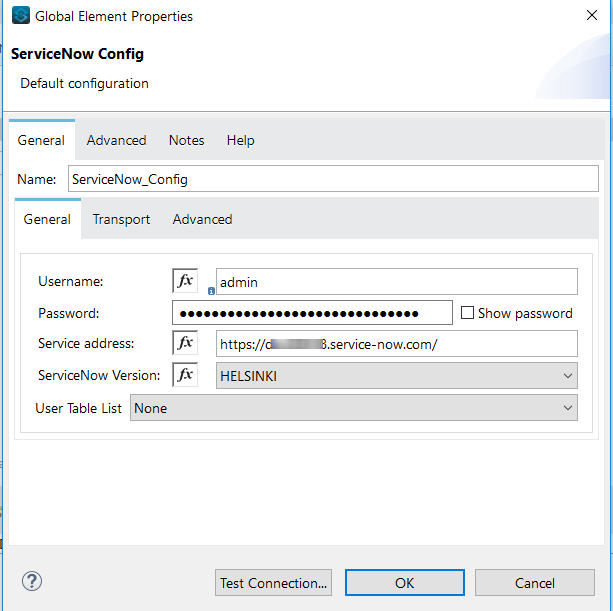 Global Element Properties
ServiceNow Config
Default configuration
General Advanced Notes Help
Name: ServiceNow_Config
General Transport Advanced
Username: fx admin
Password: ●●●●●●●●●●●●●●●●●●●●●●●●●●●●●● Show password
Service address: fx https://d 8.service-now.com/
ServiceNow Version: fx HELSINKI
User Table List None
? Test Connection... OK Cancel